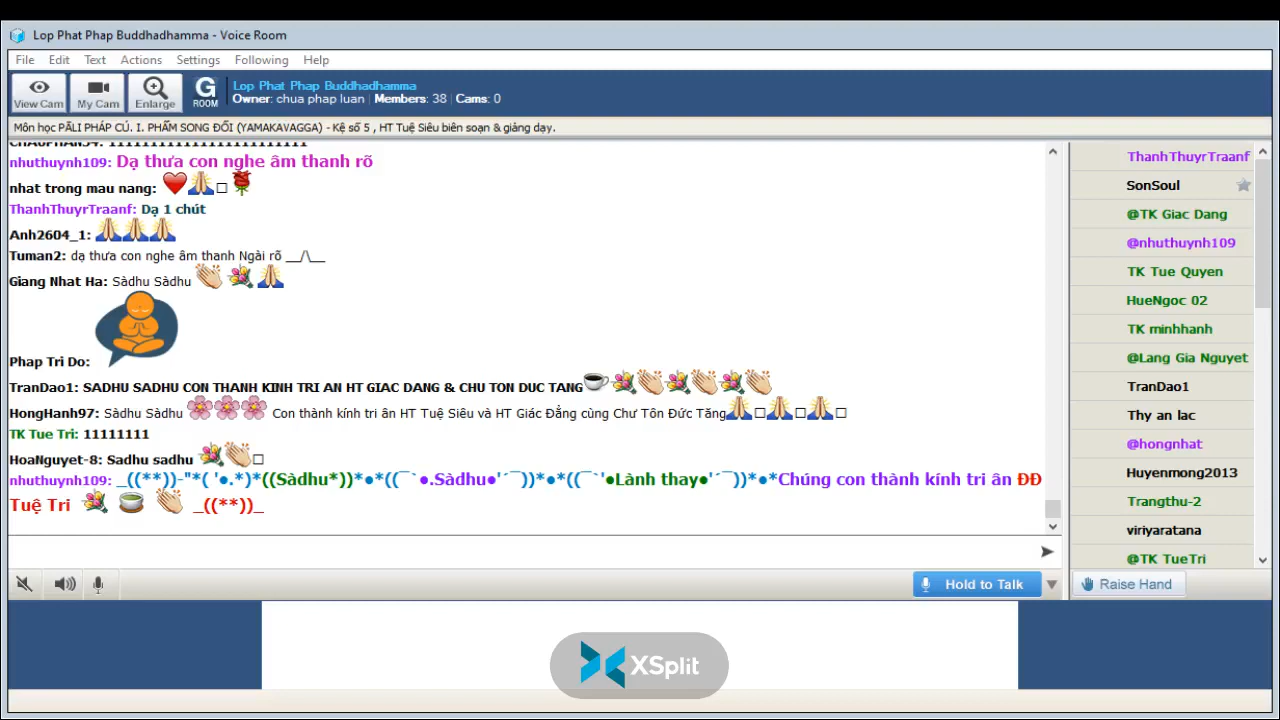 Lop Phat Phap Buddhadhamma - Voice Room
File Edit Text Actions Settings Following Help
View Cam My Cam Enlarge G ROOM
Lop Phat Phap Buddhadhamma
Owner: chua phap luan | Members: 38 | Cams: 0
Môn học PĀLI PHÁP CÚ. I. PHẨM SONG ĐỐI (YAMAKAVAGGA) - Kệ số 5 , HT Tuệ Siêu biên soạn & giảng dạy.
nhuthuynh109: Dạ thưa con nghe âm thanh rõ
nhat trong mau nang:
ThanhThuyrTraanf: Dạ 1 chút
Anh2604_1:
Tuman2: dạ thưa con nghe âm thanh Ngài rõ __/\__
Giang Nhat Ha: Sàdhu Sàdhu
Phap Tri Do:
TranDao1: SADHU SADHU CON THANH KINH TRI AN HT GIAC DANG & CHU TON DUC TANG
HongHanh97: Sàdhu Sàdhu Con thành kính tri ân HT Tuệ Siêu và HT Giác Đẳng cùng Chư Tôn Đức Tăng
TK Tue Tri: 11111111
HoaNguyet-8: Sadhu sadhu
nhuthuynh109: _((**))-"*( '●.*)*((Sàdhu*))*●*((¯`●.Sàdhu●'´¯))*●*((¯`'●Lành thay●'´¯))*●*Chúng con thành kính tri ân ĐĐ
Tuệ Tri _((**))_
Hold to Talk
ThanhThuyrTraanf
SonSoul
@TK Giac Dang
@nhuthuynh109
TK Tue Quyen
HueNgoc 02
TK minhhanh
@Lang Gia Nguyet
TranDao1
Thy an lac
@hongnhat
Huyenmong2013
Trangthu-2
viriyaratana
@TK TueTri
Raise Hand
XSplit